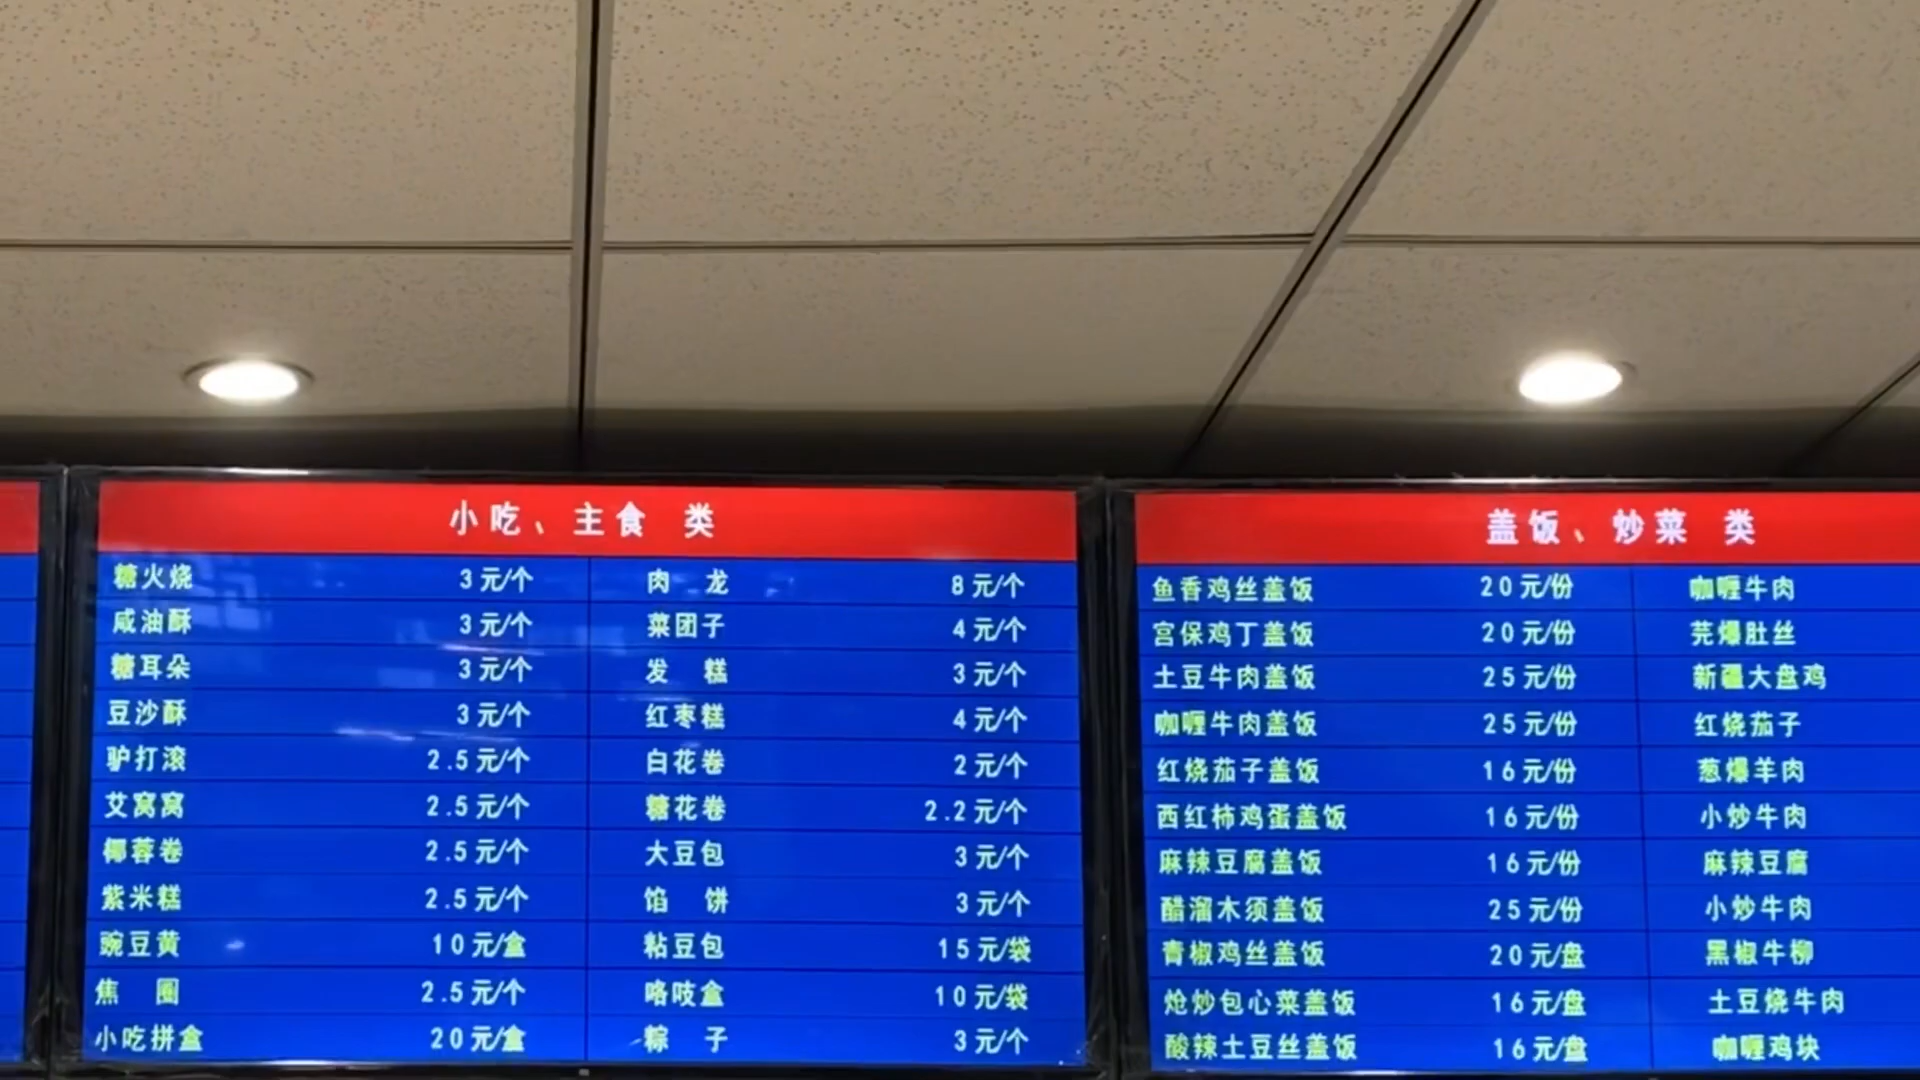 小吃、主食 类
糖火烧 3元/个 肉 龙 8元/个
咸油酥 3元/个 菜团子 4元/个
糖耳朵 3元/个 发 糕 3元/个
豆沙酥 3元/个 红枣糕 4元/个
驴打滚 2.5元/个 白花卷 2元/个
艾窝窝 2.5元/个 糖花卷 2.2元/个
椰蓉卷 2.5元/个 大豆包 3元/个
紫米糕 2.5元/个 馅 饼 3元/个
豌豆黄 10元/盒 粘豆包 15元/袋
焦 圈 2.5元/个 咯吱盒 10元/袋
小吃拼盒 20元/盒 粽 子 3元/个
盖饭、炒菜 类
鱼香鸡丝盖饭 20元/份 咖喱牛肉
宫保鸡丁盖饭 20元/份 芫爆肚丝
土豆牛肉盖饭 25元/份 新疆大盘鸡
咖喱牛肉盖饭 25元/份 红烧茄子
红烧茄子盖饭 16元/份 葱爆羊肉
西红柿鸡蛋盖饭 16元/份 小炒牛肉
麻辣豆腐盖饭 16元/份 麻辣豆腐
醋溜木须盖饭 25元/份 小炒牛肉
青椒鸡丝盖饭 20元/盘 黑椒牛柳
炝炒包心菜盖饭 16元/盘 土豆烧牛肉
酸辣土豆丝盖饭 16元/盘 咖喱鸡块